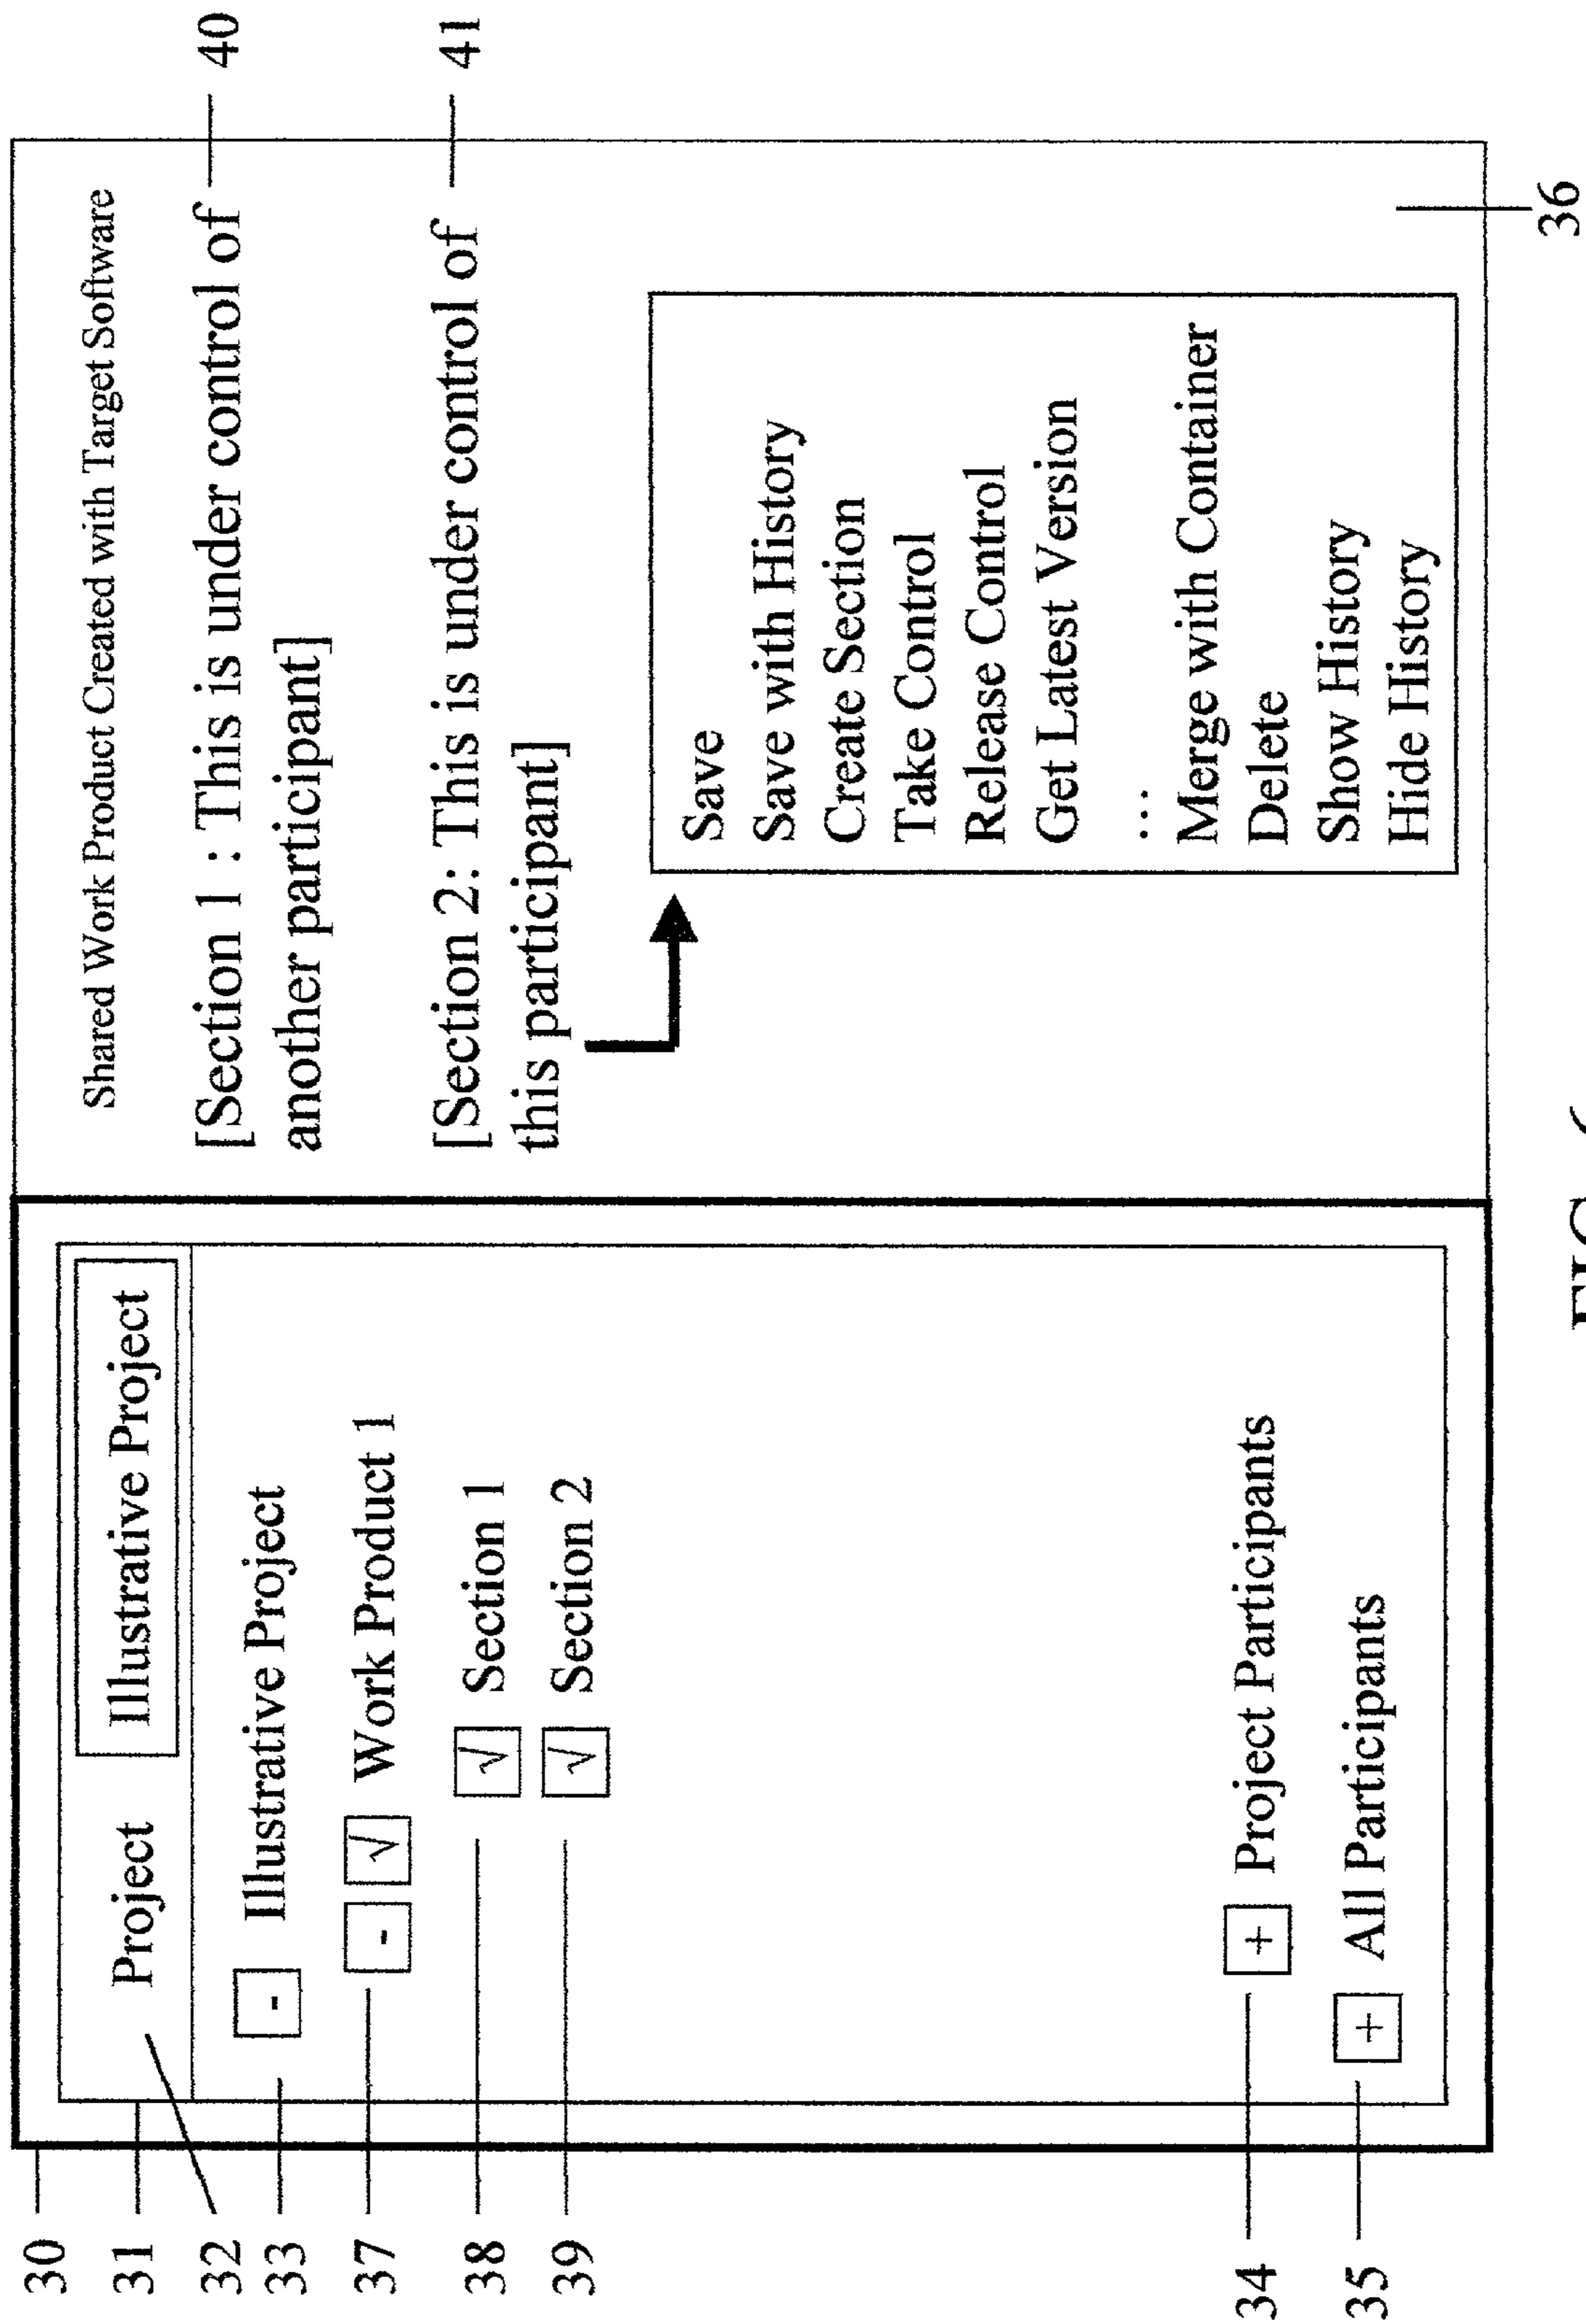 30
31
32
33
37
38
39
34
35
Project
Illustrative Project
- Illustrative Project
- √ Work Product 1
√ Section 1
√ Section 2
+ Project Participants
+ All Participants
Shared Work Product Created with Target Software
[Section 1 : This is under control of
another participant]
[Section 2: This is under control of
this participant]
Save
Save with History
Create Section
Take Control
Release Control
Get Latest Version
...
Merge with Container
Delete
Show History
Hide History
40
41
36